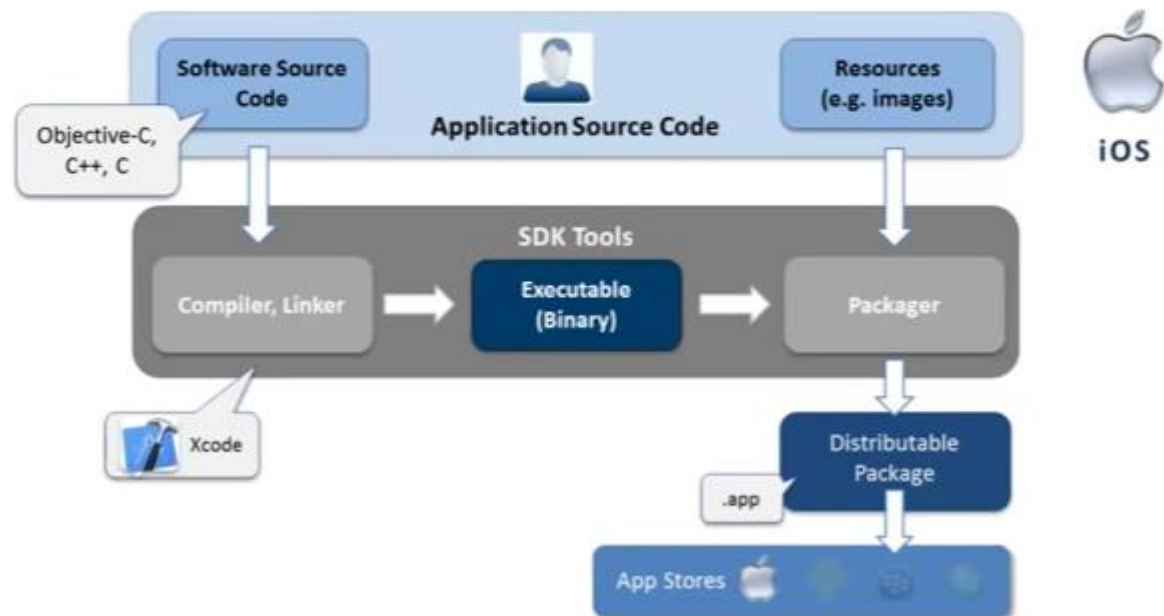 Software Source
Code
Resources
(e.g. images)
Application Source Code
Objective-C,
C++, C
iOS
SDK Tools
Compiler, Linker
Executable
(Binary)
Packager
Xcode
Distributable
Package
.app
App Stores